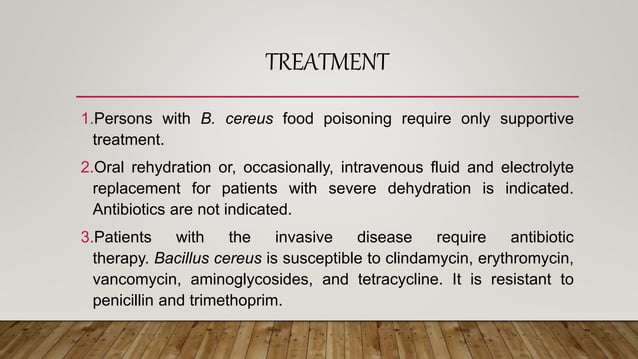 TREATMENT
1.Persons with B. cereus food poisoning require only supportive
treatment.
2.Oral rehydration or, occasionally, intravenous fluid and electrolyte
replacement for patients with severe dehydration is indicated.
Antibiotics are not indicated.
3.Patients with the invasive disease require antibiotic
therapy. Bacillus cereus is susceptible to clindamycin, erythromycin,
vancomycin, aminoglycosides, and tetracycline. It is resistant to
penicillin and trimethoprim.